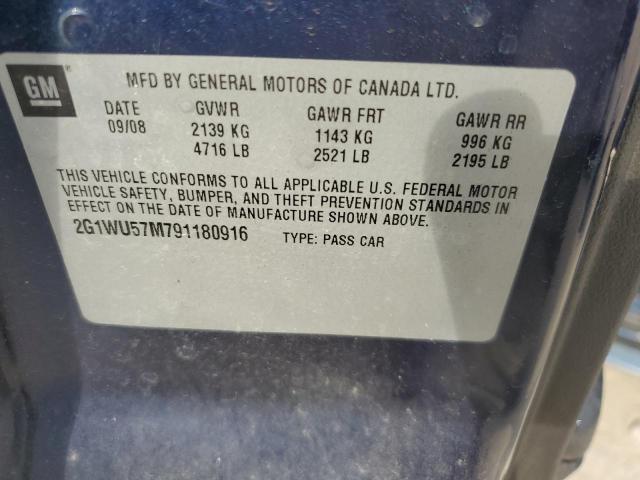 GM
MFD BY GENERAL MOTORS OF CANADA LTD.
DATE GVWR GAWR FRT GAWR RR
09/08 2139 KG 1143 KG 996 KG
4716 LB 2521 LB 2195 LB
THIS VEHICLE CONFORMS TO ALL APPLICABLE U.S. FEDERAL MOTOR
VEHICLE SAFETY, BUMPER, AND THEFT PREVENTION STANDARDS IN
EFFECT ON THE DATE OF MANUFACTURE SHOWN ABOVE.
2G1WU57M791180916 TYPE: PASS CAR